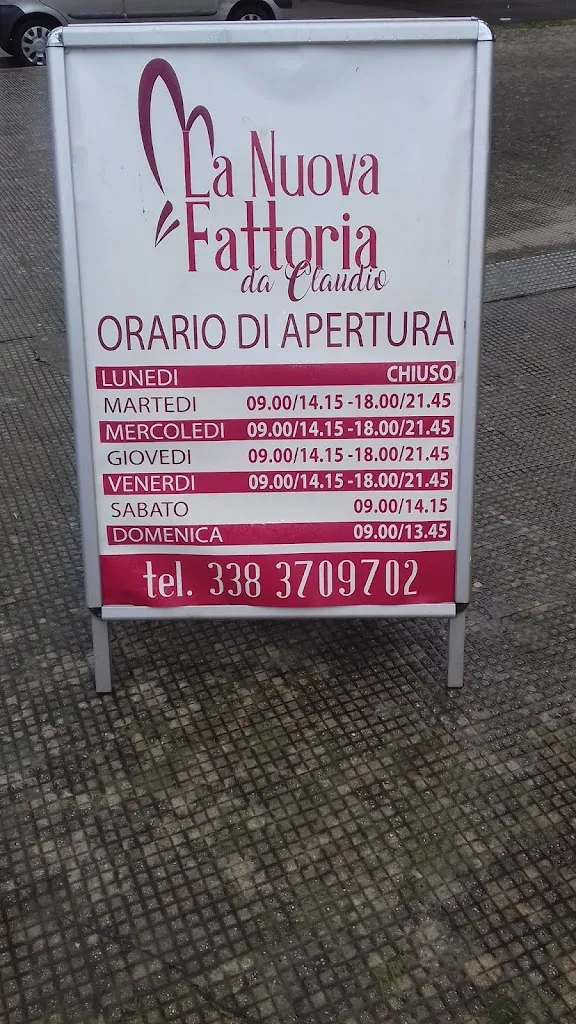 La Nuova
Fattoria
da Claudio
ORARIO DI APERTURA
LUNEDI CHIUSO
MARTEDI 09.00/14.15 -18.00/21.45
MERCOLEDI 09.00/14.15 -18.00/21.45
GIOVEDI 09.00/14.15 -18.00/21.45
VENERDI 09.00/14.15 -18.00/21.45
SABATO 09.00/14.15
DOMENICA 09.00/13.45
tel. 338 3709702